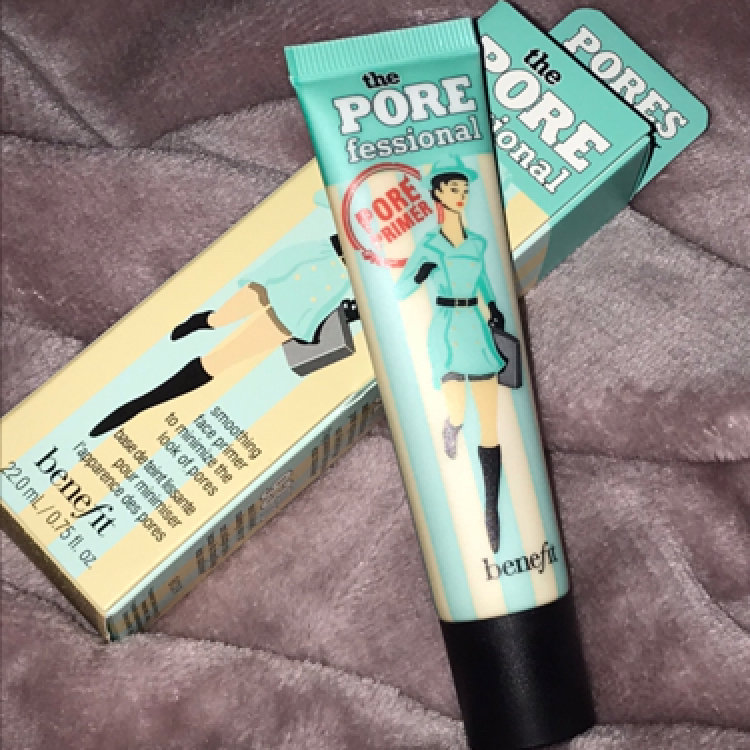 the
PORE
fessional
PORE
PRIMER
benefit
PORES
the
PORE
ional
smoothing
face primer
to minimize the
look of pores
base de teint lissante
pour minimiser
l'apparence des pores
benefit
22.0 mL / 0.75 fl. oz